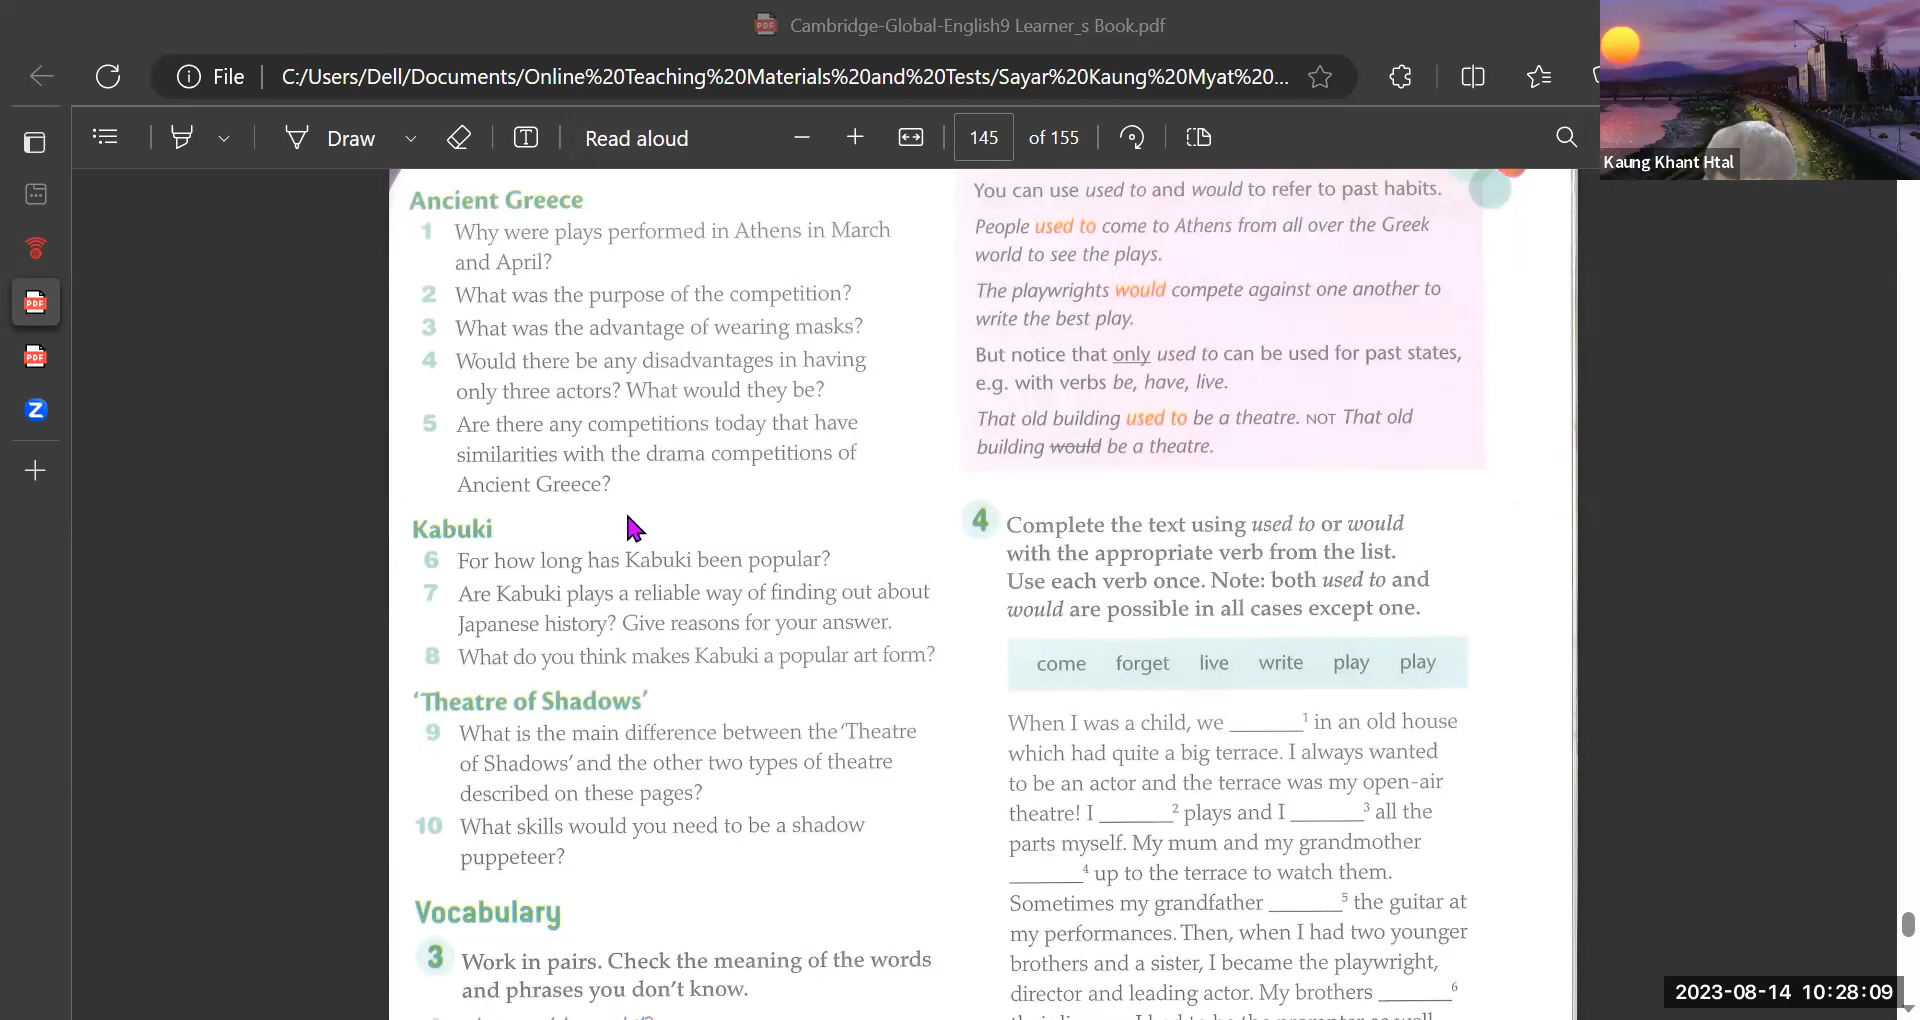 Cambridge-Global-English9 Learner_s Book.pdf
File C:/Users/Dell/Documents/Online%20Teaching%20Materials%20and%20Tests/Sayar%20Kaung%20Myat%20...
Draw Read aloud 145 of 155
Kaung Khant Htal
Ancient Greece
1 Why were plays performed in Athens in March
and April?
2 What was the purpose of the competition?
3 What was the advantage of wearing masks?
4 Would there be any disadvantages in having
only three actors? What would they be?
5 Are there any competitions today that have
similarities with the drama competitions of
Ancient Greece?
Kabuki
6 For how long has Kabuki been popular?
7 Are Kabuki plays a reliable way of finding out about
Japanese history? Give reasons for your answer.
8 What do you think makes Kabuki a popular art form?
'Theatre of Shadows'
9 What is the main difference between the 'Theatre
of Shadows' and the other two types of theatre
described on these pages?
10 What skills would you need to be a shadow
puppeteer?
Vocabulary
3 Work in pairs. Check the meaning of the words
and phrases you don't know.
You can use used to and would to refer to past habits.
People used to come to Athens from all over the Greek
world to see the plays.
The playwrights would compete against one another to
write the best play.
But notice that only used to can be used for past states,
e.g. with verbs be, have, live.
That old building used to be a theatre. NOT That old
building would be a theatre.
4 Complete the text using used to or would
with the appropriate verb from the list.
Use each verb once. Note: both used to and
would are possible in all cases except one.
come forget live write play play
When I was a child, we ______ 1 in an old house
which had quite a big terrace. I always wanted
to be an actor and the terrace was my open-air
theatre! I ______ 2 plays and I ______ 3 all the
parts myself. My mum and my grandmother
______ 4 up to the terrace to watch them.
Sometimes my grandfather ______ 5 the guitar at
my performances. Then, when I had two younger
brothers and a sister, I became the playwright,
director and leading actor. My brothers ______ 6
2023-08-14 10:28:09